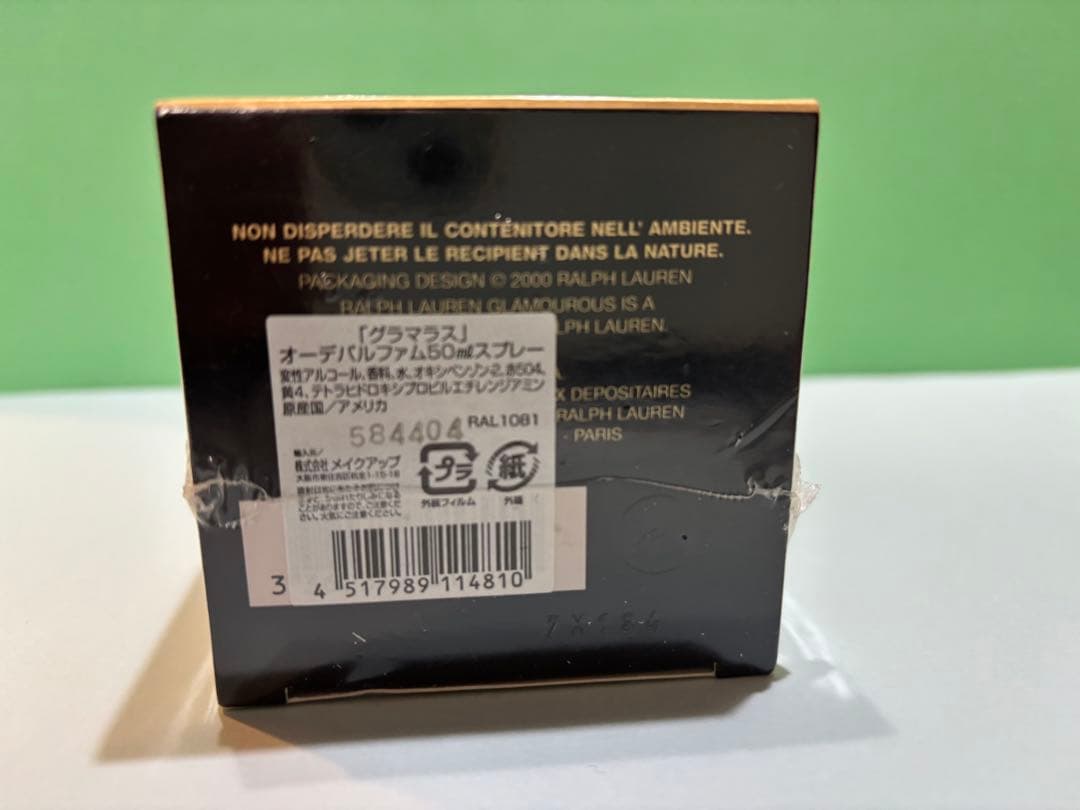 NON DISPERDERE IL CONTENITORE NELL' AMBIENTE.
NE PAS JETER LE RECIPIENT DANS LA NATURE.
PACKAGING DESIGN © 2000 RALPH LAUREN
RALPH LAUREN GLAMOUROUS IS A
RALPH LAUREN.
X DEPOSITAIRES
RALPH LAUREN
- PARIS
「グラマラス」
オーデパルファム50㎖スプレー
変性アルコール、香料、水、オキシベンゾン-2、赤504、
黄4、テトラヒドロキシプロピルエチレンジアミン
原産国/アメリカ
584404 RAL1081
輸入元/
株式会社 メイクアップ
プラ 紙
外装フィルム 外箱
3
4 517989 114810